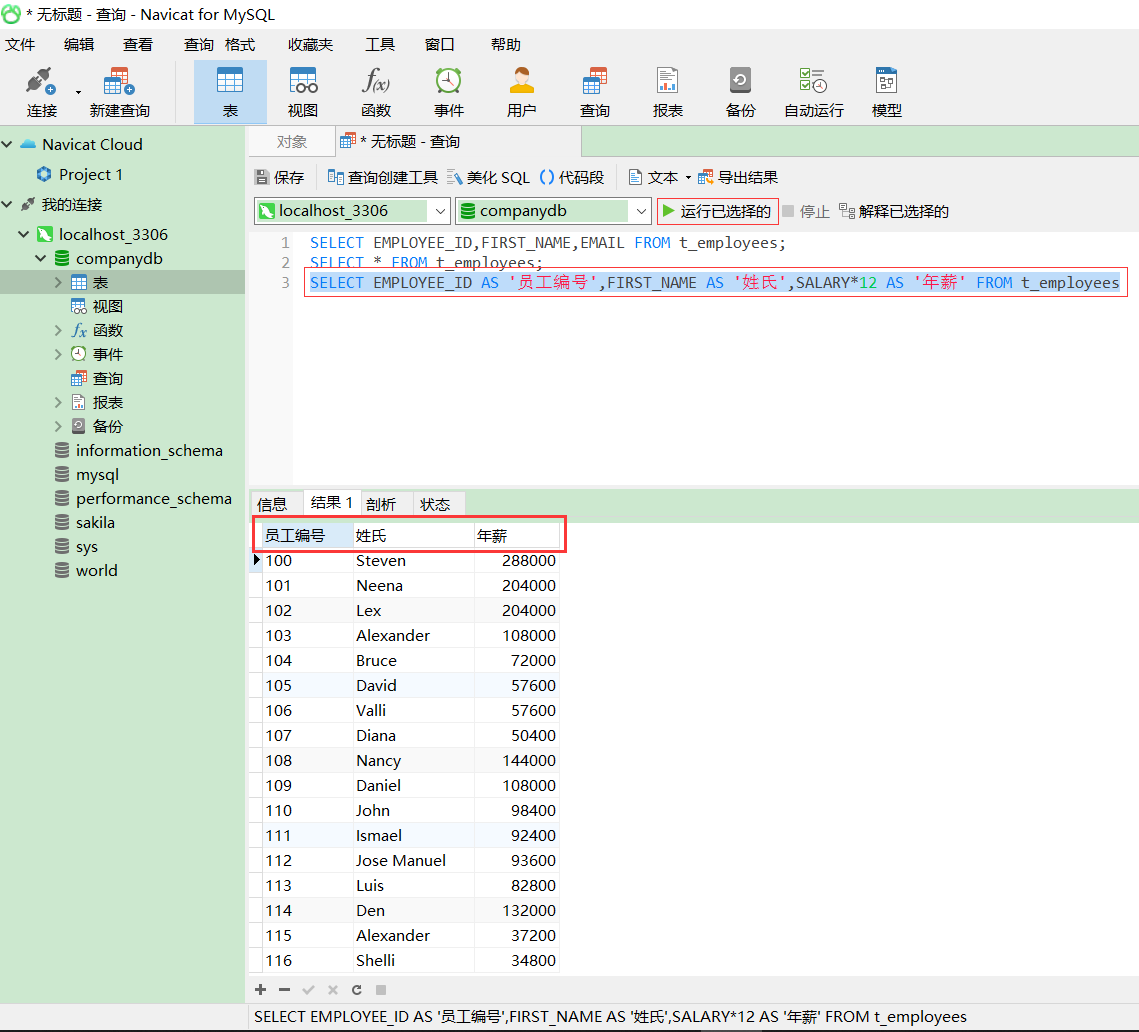 * 无标题 - 查询 - Navicat for MySQL
文件 编辑 查看 查询 格式 收藏夹 工具 窗口 帮助
连接 新建查询 表 视图 函数 事件 用户 查询 报表 备份 自动运行 模型
Navicat Cloud
Project 1
我的连接
localhost_3306
companydb
表
视图
函数
事件
查询
报表
备份
information_schema
mysql
performance_schema
sakila
sys
world
对象 * 无标题 - 查询
保存 查询创建工具 美化 SQL () 代码段 文本 导出结果
localhost_3306 companydb 运行已选择的 停止 解释已选择的
1 SELECT EMPLOYEE_ID,FIRST_NAME,EMAIL FROM t_employees;
2 SELECT * FROM t_employees;
3 SELECT EMPLOYEE_ID AS '员工编号',FIRST_NAME AS '姓氏',SALARY*12 AS '年薪' FROM t_employees
信息 结果 1 剖析 状态
员工编号 姓氏 年薪
100 Steven 288000
101 Neena 204000
102 Lex 204000
103 Alexander 108000
104 Bruce 72000
105 David 57600
106 Valli 57600
107 Diana 50400
108 Nancy 144000
109 Daniel 108000
110 John 98400
111 Ismael 92400
112 Jose Manuel 93600
113 Luis 82800
114 Den 132000
115 Alexander 37200
116 Shelli 34800
SELECT EMPLOYEE_ID AS '员工编号',FIRST_NAME AS '姓氏',SALARY*12 AS '年薪' FROM t_employees